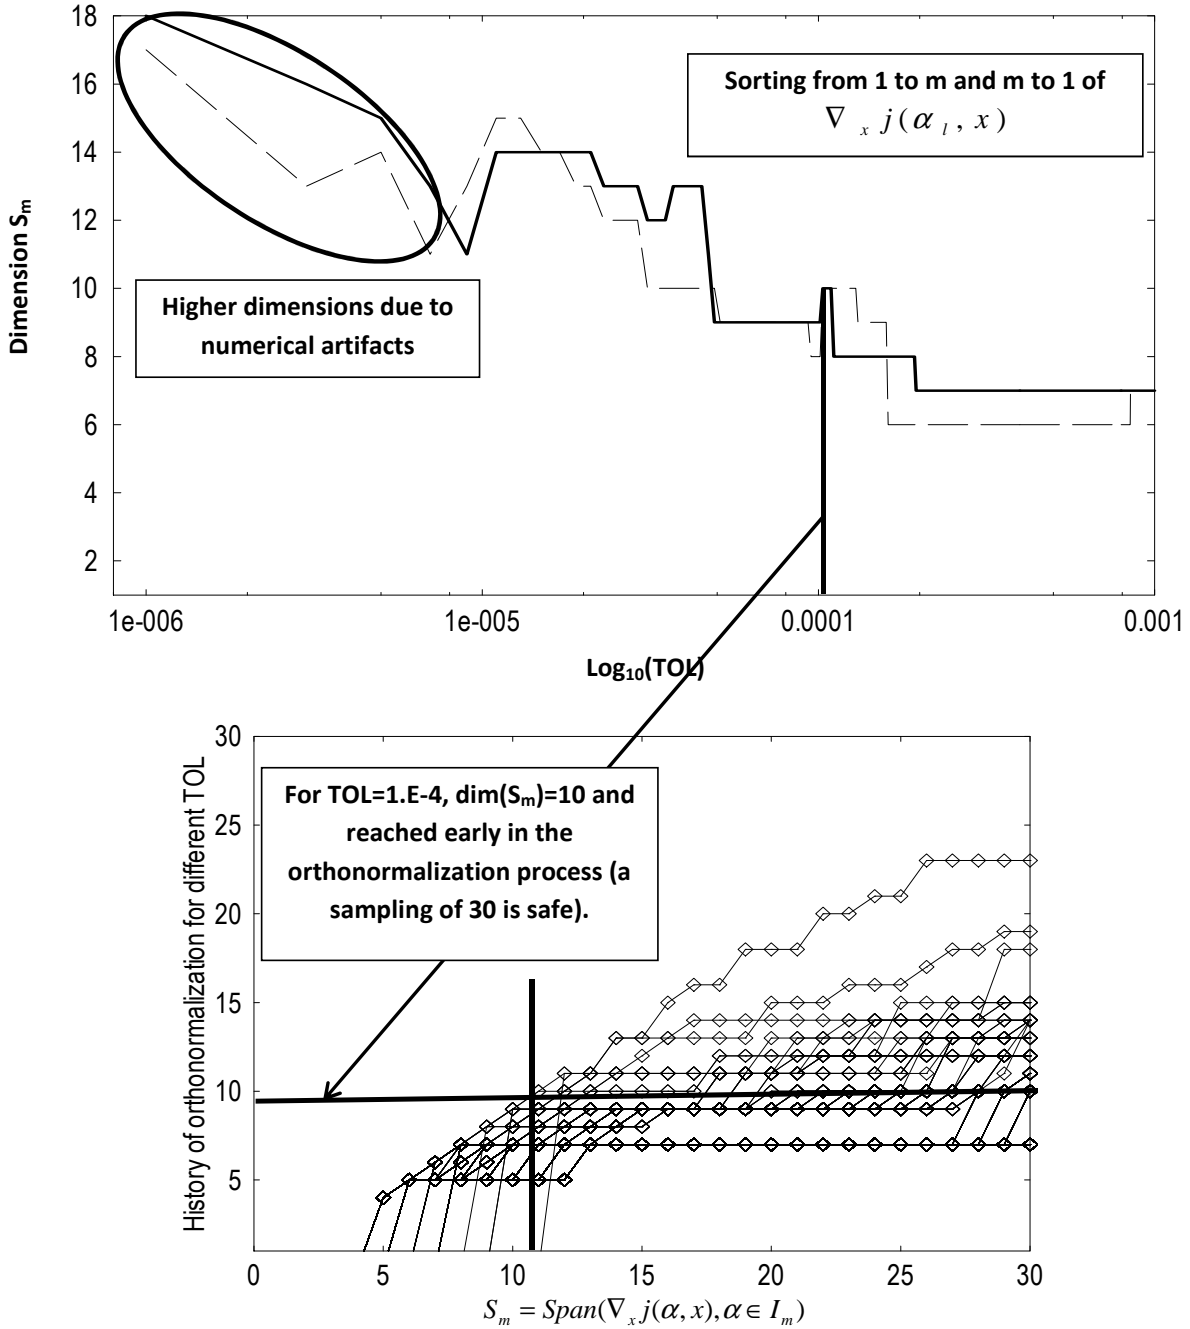 18
16
14
12
10
8
6
4
2
Dimension Sₘ
Sorting from 1 to m and m to 1 of
∇ ₓ j(α ₗ , x)
Higher dimensions due to
numerical artifacts
1e-006 1e-005 0.0001 0.001
Log₁₀(TOL)
30
25
20
15
10
5
History of orthonormalization for different TOL
For TOL=1.E-4, dim(Sₘ)=10 and
reached early in the
orthonormalization process (a
sampling of 30 is safe).
0 5 10 15 20 25 30
Sₘ = Span(∇ₓ j(α, x), α ∈ Iₘ)